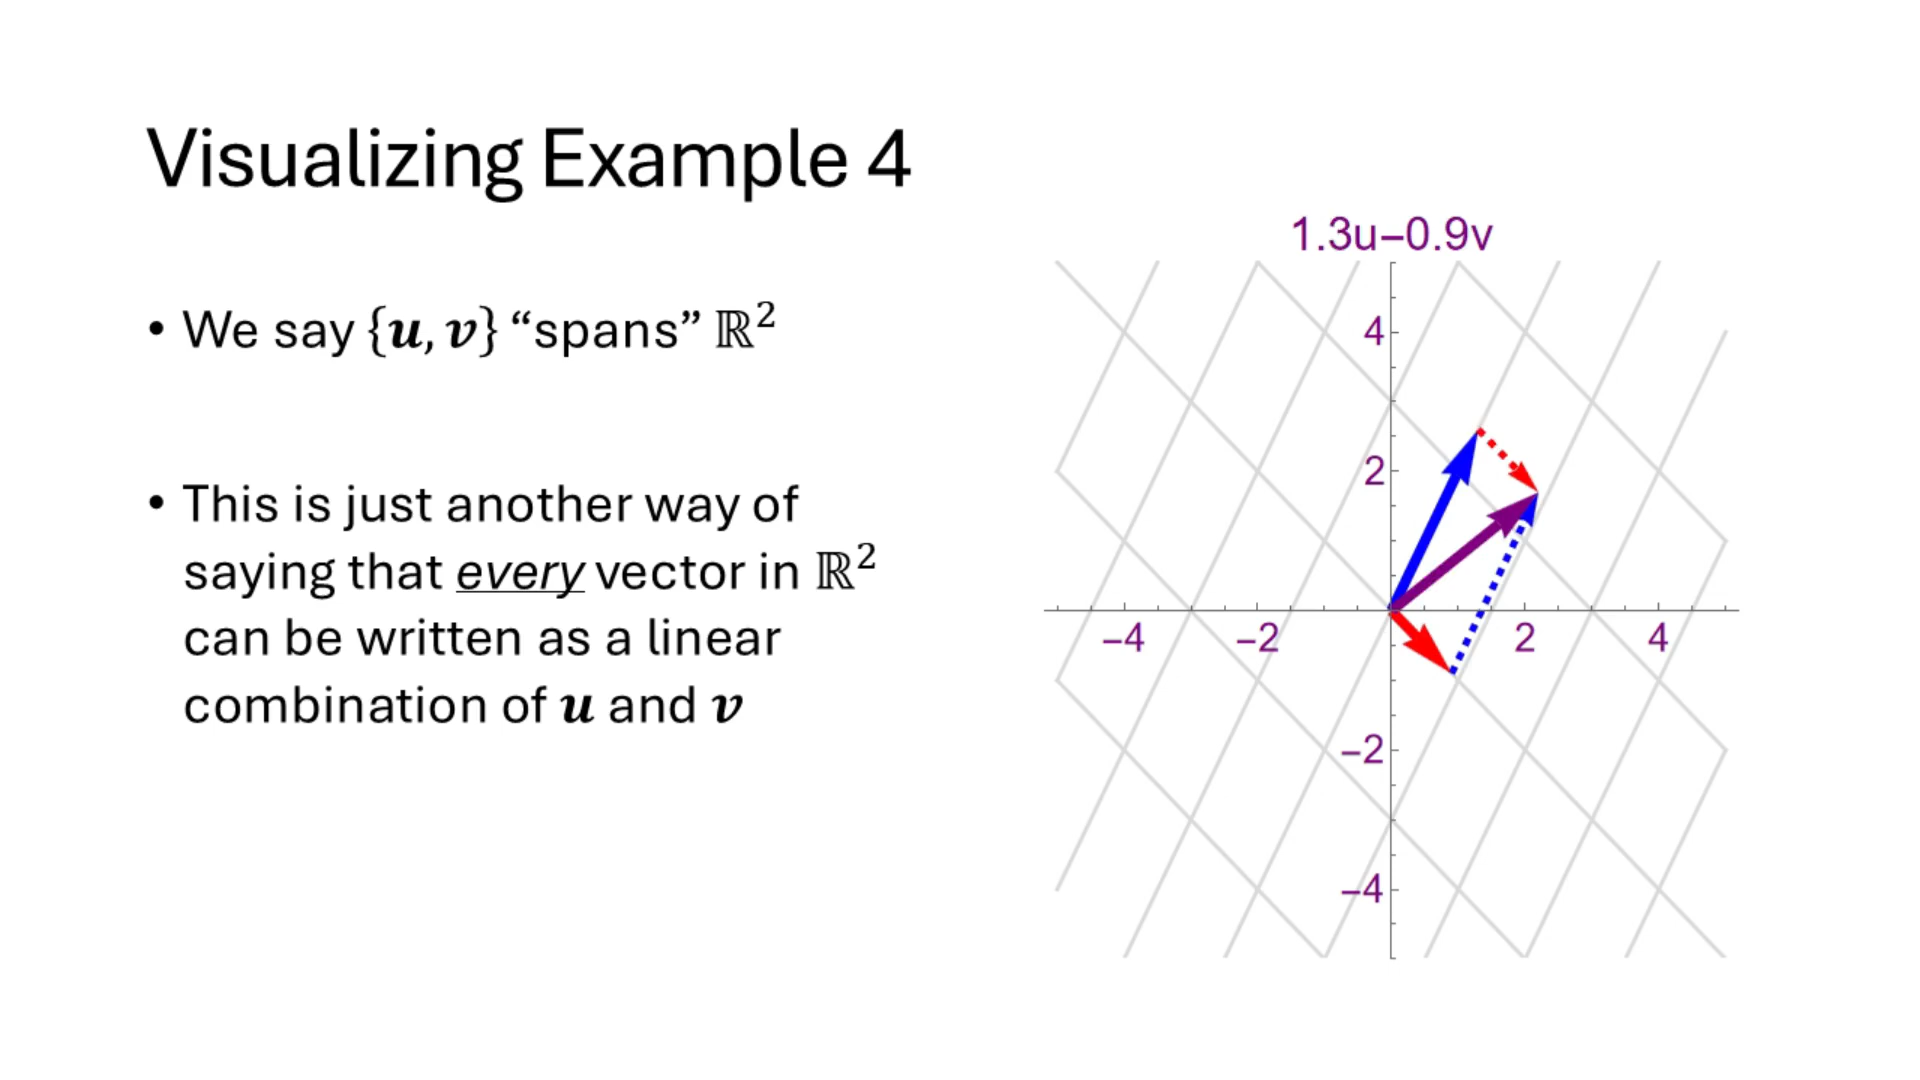 Visualizing Example 4
• We say {𝒖, 𝒗} “spans” ℝ²
• This is just another way of
saying that every vector in ℝ²
can be written as a linear
combination of 𝒖 and 𝒗
1.3u−0.9v
4
2
−4 −2 2 4
−2
−4